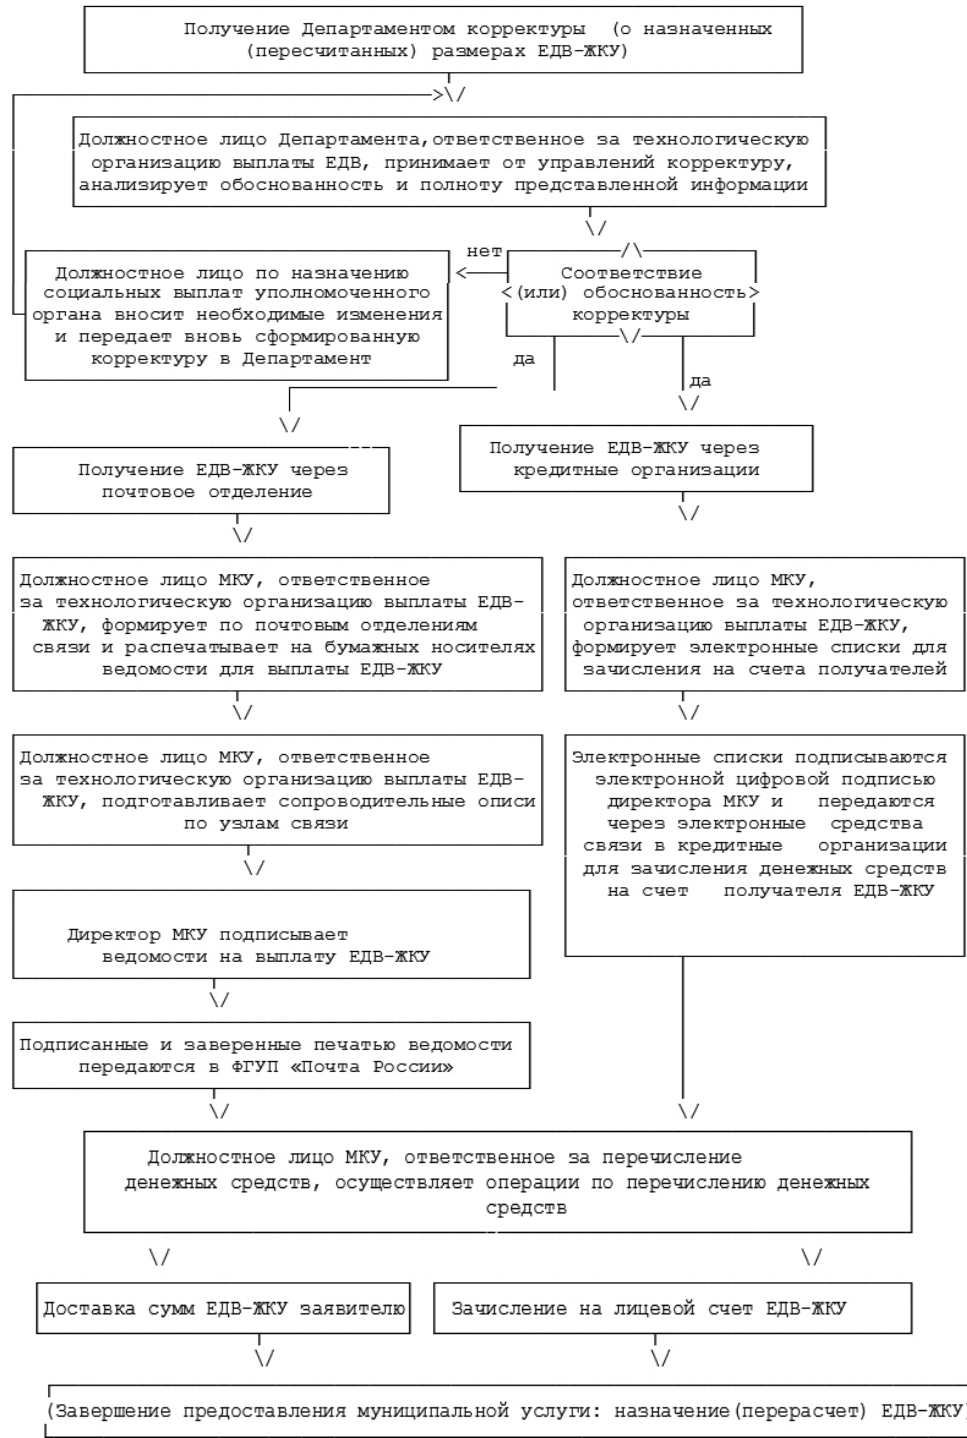 Получение Департаментом корректуры (о назначенных
(пересчитанных) размерах ЕДВ-ЖКУ)
>\/
Должностное лицо Департамента,ответственное за технологическую
организацию выплаты ЕДВ, принимает от управлений корректуру,
анализирует обоснованность и полноту представленной информации
\/
нет
/\
Должностное лицо по назначению
социальных выплат уполномоченного
органа вносит необходимые изменения
и передает вновь сформированную
корректуру в Департамент
<
Соответствие
<(или) обоснованность>
корректуры
\/
да
да
\/
\/
Получение ЕДВ-ЖКУ через
почтовое отделение
Получение ЕДВ-ЖКУ через
кредитные организации
\/
\/
Должностное лицо МКУ, ответственное
за технологическую организацию выплаты ЕДВ-
ЖКУ, формирует по почтовым отделениям
связи и распечатывает на бумажных носителях
ведомости для выплаты ЕДВ-ЖКУ
Должностное лицо МКУ,
ответственное за технологическую
организацию выплаты ЕДВ-ЖКУ,
формирует электронные списки для
зачисления на счета получателей
\/
\/
Должностное лицо МКУ, ответственное
за технологическую организацию выплаты ЕДВ-
ЖКУ, подготавливает сопроводительные описи
по узлам связи
Электронные списки подписываются
электронной цифровой подписью
директора МКУ и передаются
через электронные средства
связи в кредитные организации
для зачисления денежных средств
на счет получателя ЕДВ-ЖКУ
\/
Директор МКУ подписывает
ведомости на выплату ЕДВ-ЖКУ
\/
Подписанные и заверенные печатью ведомости
передаются в ФГУП «Почта России»
\/
\/
Должностное лицо МКУ, ответственное за перечисление
денежных средств, осуществляет операции по перечислению денежных
средств
\/
\/
Доставка сумм ЕДВ-ЖКУ заявителю
Зачисление на лицевой счет ЕДВ-ЖКУ
\/
\/
(Завершение предоставления муниципальной услуги: назначение(перерасчет) ЕДВ-ЖКУ)